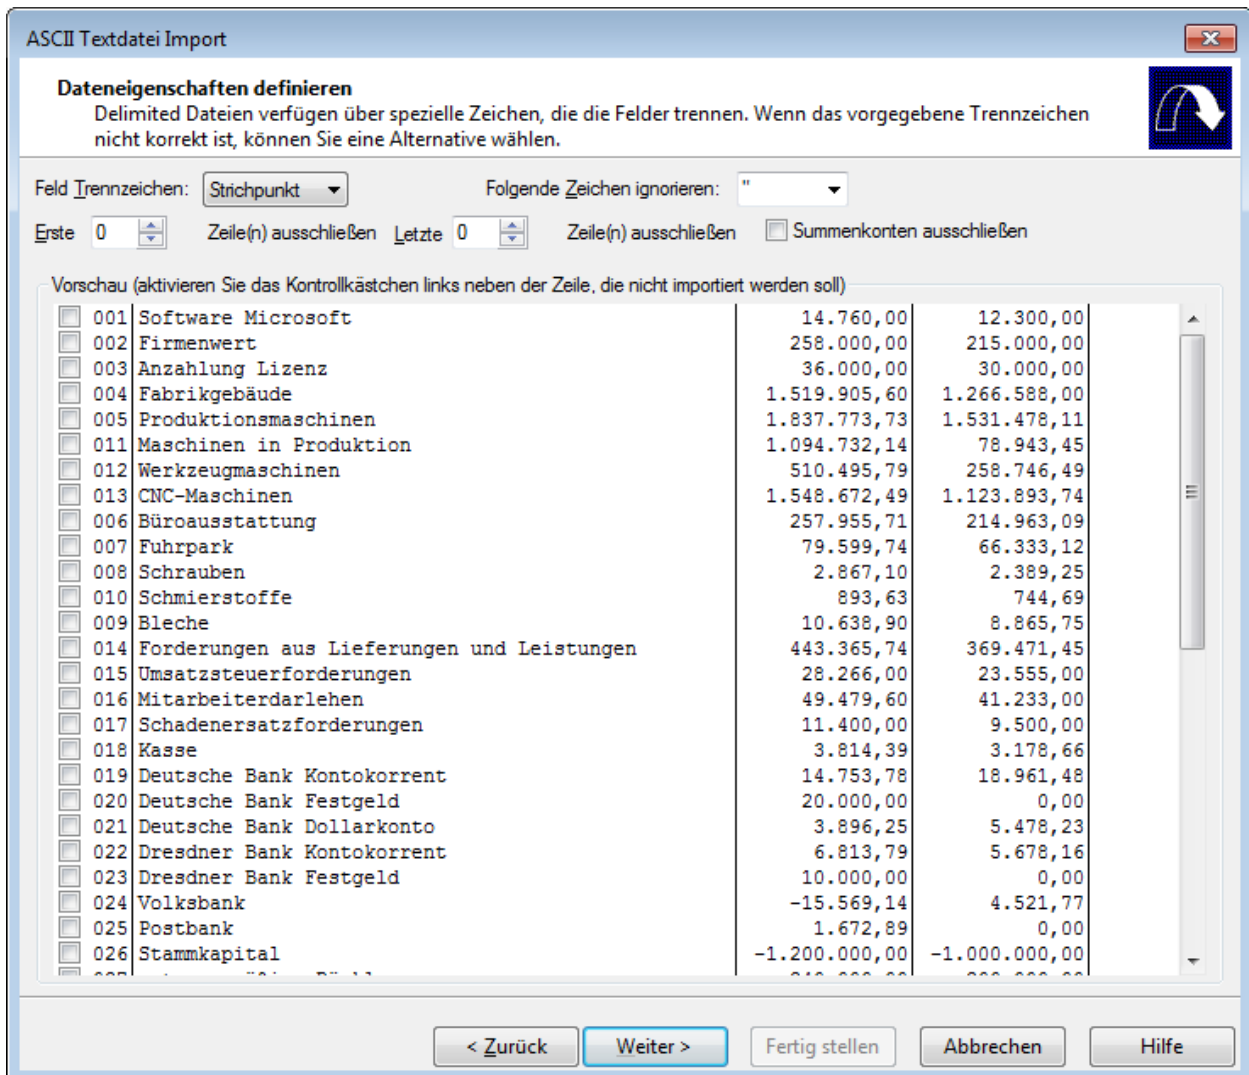 ASCII Textdatei Import
Dateneigenschaften definieren
Delimited Dateien verfügen über spezielle Zeichen, die die Felder trennen. Wenn das vorgegebene Trennzeichen
nicht korrekt ist, können Sie eine Alternative wählen.
Feld Trennzeichen: Strichpunkt Folgende Zeichen ignorieren: "
Erste 0 Zeile(n) ausschließen Letzte 0 Zeile(n) ausschließen Summenkonten ausschließen
Vorschau (aktivieren Sie das Kontrollkästchen links neben der Zeile, die nicht importiert werden soll)
001 Software Microsoft 14.760,00 12.300,00
002 Firmenwert 258.000,00 215.000,00
003 Anzahlung Lizenz 36.000,00 30.000,00
004 Fabrikgebäude 1.519.905,60 1.266.588,00
005 Produktionsmaschinen 1.837.773,73 1.531.478,11
011 Maschinen in Produktion 1.094.732,14 78.943,45
012 Werkzeugmaschinen 510.495,79 258.746,49
013 CNC-Maschinen 1.548.672,49 1.123.893,74
006 Büroausstattung 257.955,71 214.963,09
007 Fuhrpark 79.599,74 66.333,12
008 Schrauben 2.867,10 2.389,25
010 Schmierstoffe 893,63 744,69
009 Bleche 10.638,90 8.865,75
014 Forderungen aus Lieferungen und Leistungen 443.365,74 369.471,45
015 Umsatzsteuerforderungen 28.266,00 23.555,00
016 Mitarbeiterdarlehen 49.479,60 41.233,00
017 Schadenersatzforderungen 11.400,00 9.500,00
018 Kasse 3.814,39 3.178,66
019 Deutsche Bank Kontokorrent 14.753,78 18.961,48
020 Deutsche Bank Festgeld 20.000,00 0,00
021 Deutsche Bank Dollarkonto 3.896,25 5.478,23
022 Dresdner Bank Kontokorrent 6.813,79 5.678,16
023 Dresdner Bank Festgeld 10.000,00 0,00
024 Volksbank -15.569,14 4.521,77
025 Postbank 1.672,89 0,00
026 Stammkapital -1.200.000,00 -1.000.000,00
< Zurück Weiter > Fertig stellen Abbrechen Hilfe